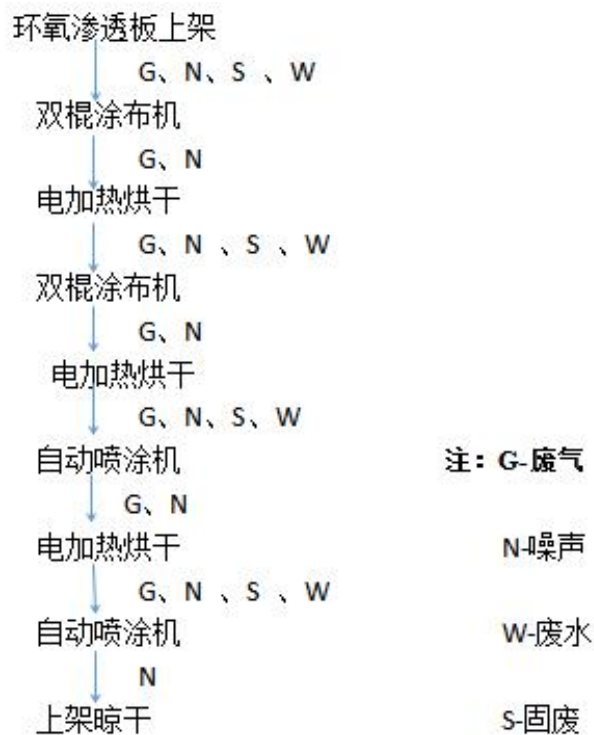 环氧渗透板上架
G、N、S 、W
双棍涂布机
G、N
电加热烘干
G、N 、S 、W
双棍涂布机
G、N
电加热烘干
G、N、S、W
自动喷涂机 注：G-废气
G、N
电加热烘干 N-噪声
G、N 、S 、W
自动喷涂机 W-废水
N
上架晾干 S-固废